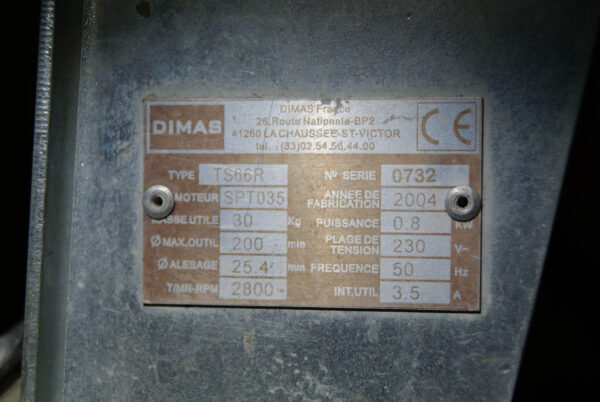 DIMAS
DIMAS France
26, Route Nationale-BP2
41260 LA CHAUSSEE-ST-VICTOR
tel. : (33)02.54.56.44.00
CE
TYPE TS66R Nº SERIE 0732
MOTEUR SPT035 ANNEE DE FABRICATION 2004
MASSE UTILE 30 Kg PUISSANCE 0.8 KW
Ø MAX.OUTIL 200 mm PLAGE DE TENSION 230 V~
Ø ALESAGE 25.4 mm FREQUENCE 50 Hz
T/MN-RPM 2800 INT.UTIL 3.5 A